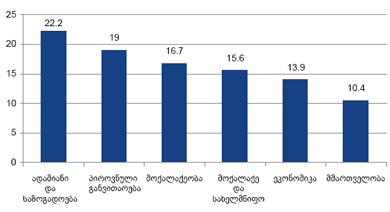 25
20
15
10
5
0
22.2
19
16.7
15.6
13.9
10.4
ადამიანი
და
საზოგადოება
პიროვნული
განვითარება
მოქალაქეობა
მოქალაქე
და
სახელმწიფო
ეკონომიკა
მმართველობა